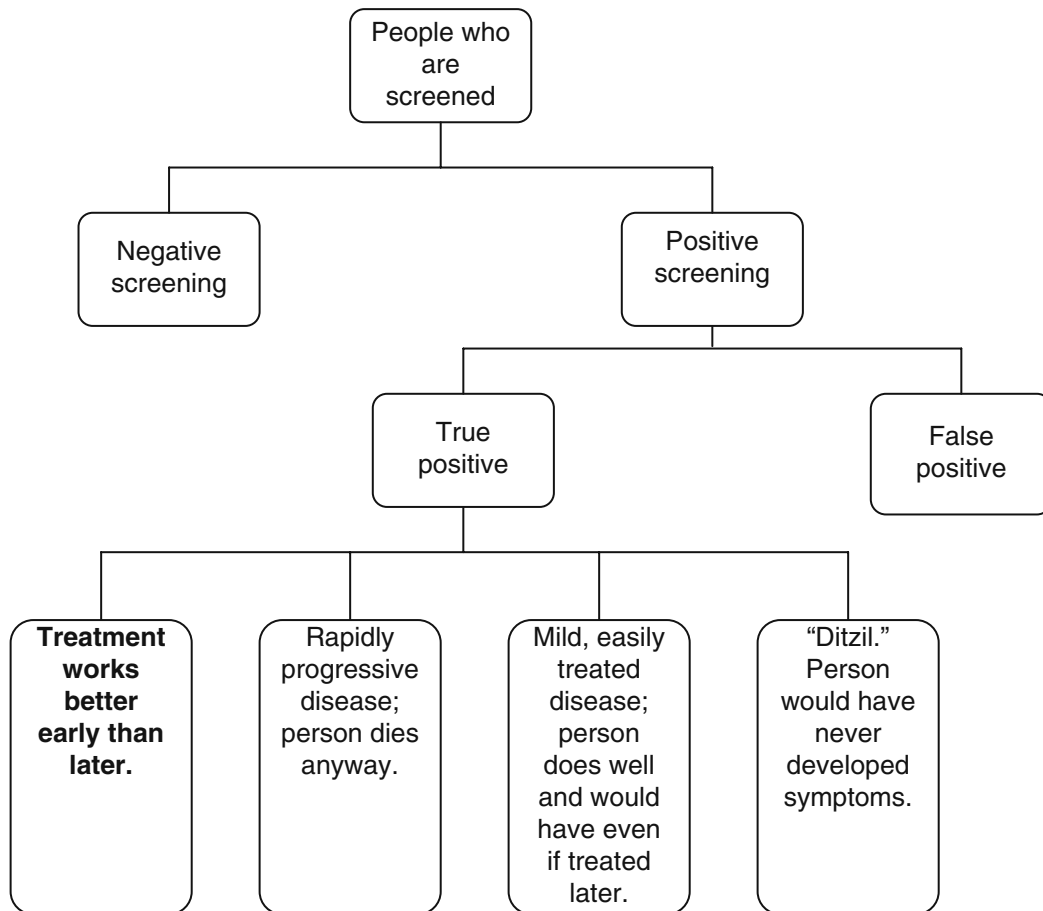 People who
are
screened
Negative
screening
Positive
screening
True
positive
False
positive
Treatment
works
better
early than
later.
Rapidly
progressive
disease;
person dies
anyway.
Mild, easily
treated
disease;
person
does well
and would
have even
if treated
later.
“Ditzil.”
Person
would have
never
developed
symptoms.